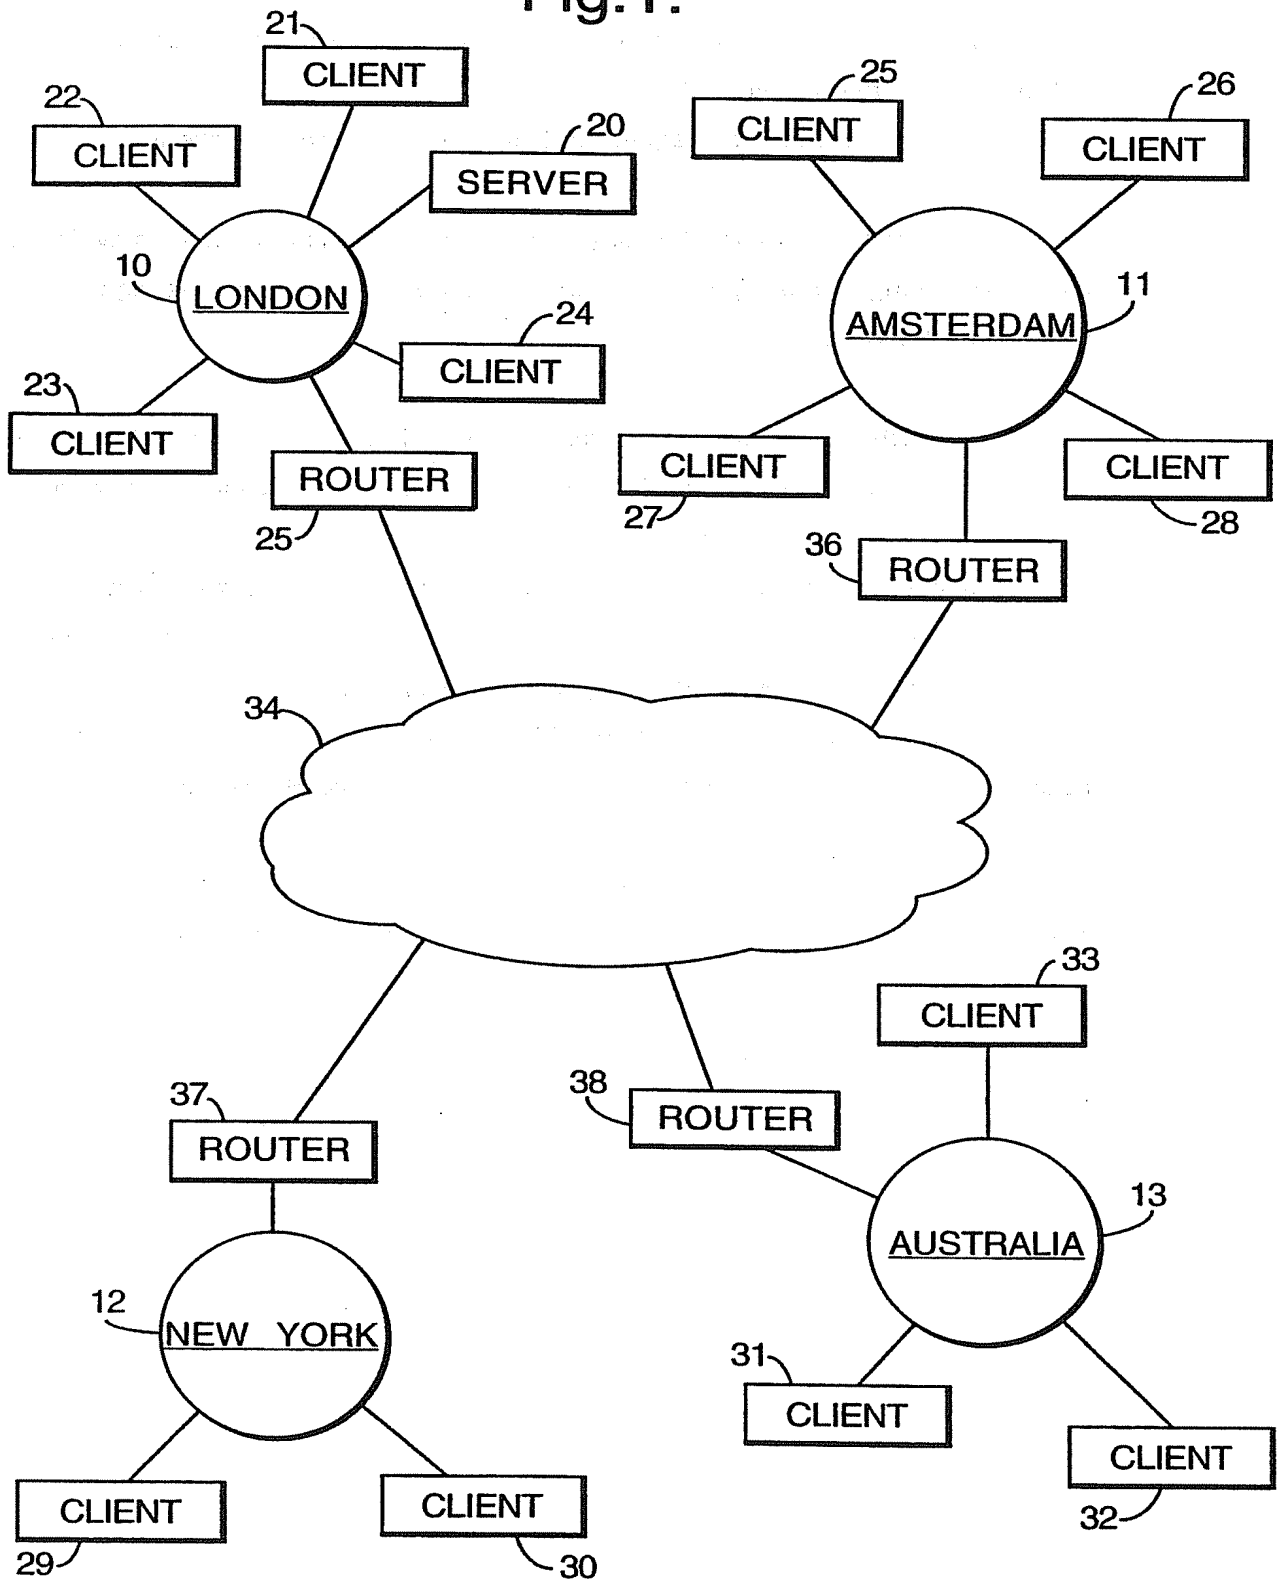 Fig.1.
21
CLIENT
22
CLIENT
20
SERVER
25
CLIENT
26
CLIENT
10
LONDON
11
AMSTERDAM
24
CLIENT
23
CLIENT
ROUTER
25
CLIENT
27
CLIENT
28
36
ROUTER
34
33
CLIENT
37
ROUTER
38
ROUTER
13
AUSTRALIA
12
NEW YORK
31
CLIENT
CLIENT
32
CLIENT
29
CLIENT
30